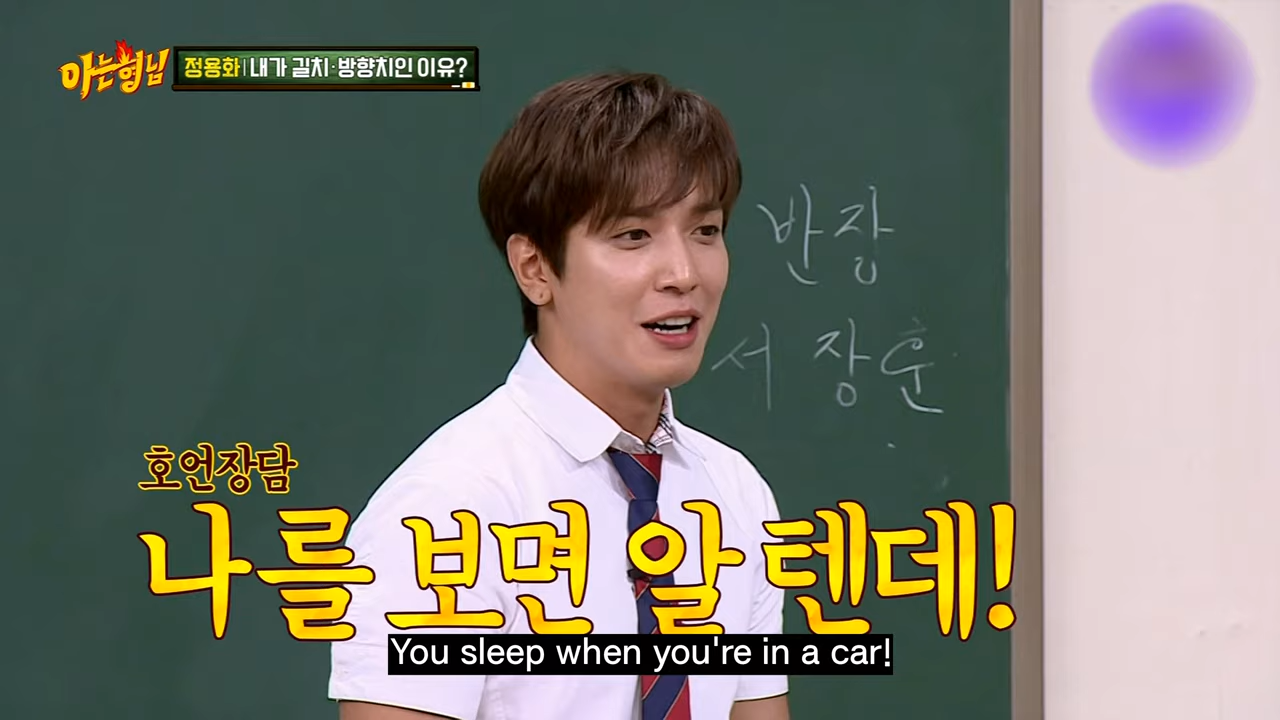 아는 형님
정용화 | 내가 길치·방향치인 이유?
반장
서장훈
호언장담
나를 보면 알 텐데!
You sleep when you're in a car!